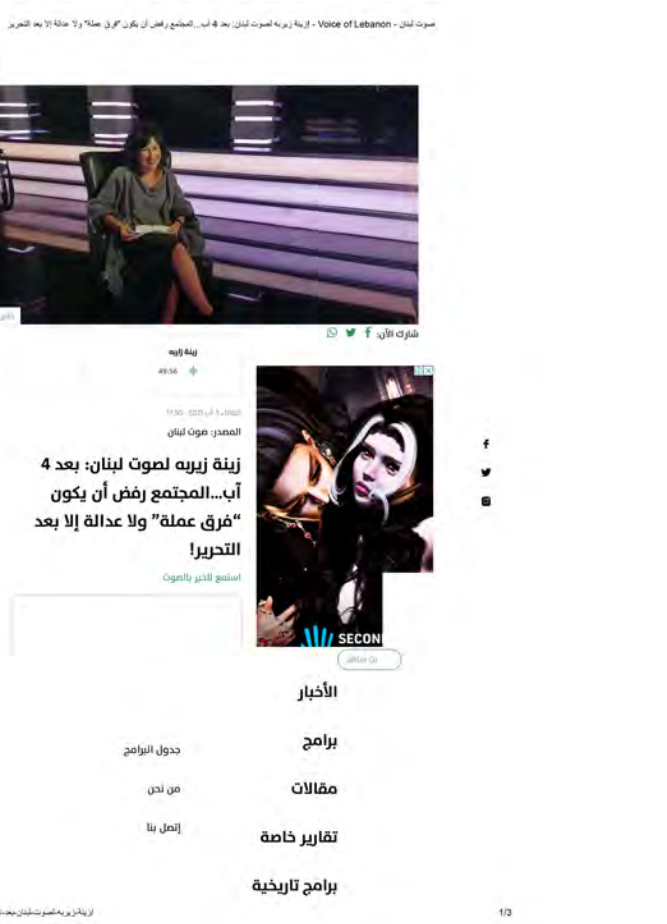 صوت لبنان - Voice of Lebanon - زينة زيربه لصوت لبنان: بعد 4 آب...المجتمع رفض أن يكون "فرق عملة" ولا عدالة إلا بعد التحرير
شارك الآن:
زينة زاربه
49:56
المصدر: صوت لبنان
زينة زيربه لصوت لبنان: بعد 4
آب...المجتمع رفض أن يكون
“فرق عملة” ولا عدالة إلا بعد
التحرير!
استمع للخبر بالصوت
SECON
الأخبار
برامج
مقالات
تقارير خاصة
برامج تاريخية
جدول البرامج
من نحن
إتصل بنا
1/3